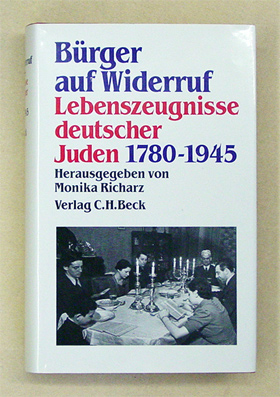 Bürger
auf Widerruf
Lebenszeugnisse
deutscher
Juden 1780-1945
Herausgegeben von
Monika Richarz
Verlag C.H.Beck